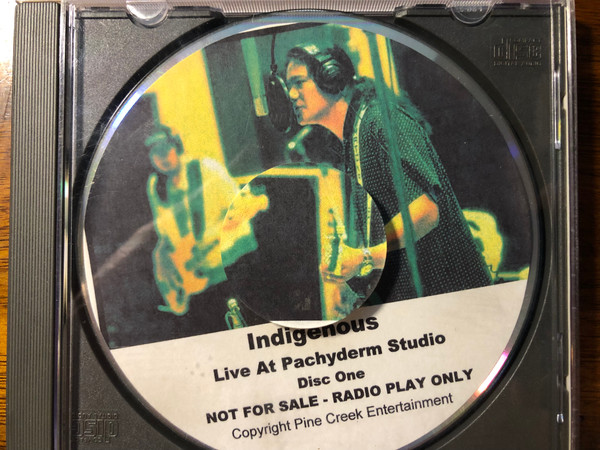 Indigenous
Live At Pachyderm Studio
Disc One
NOT FOR SALE - RADIO PLAY ONLY
Copyright Pine Creek Entertainment